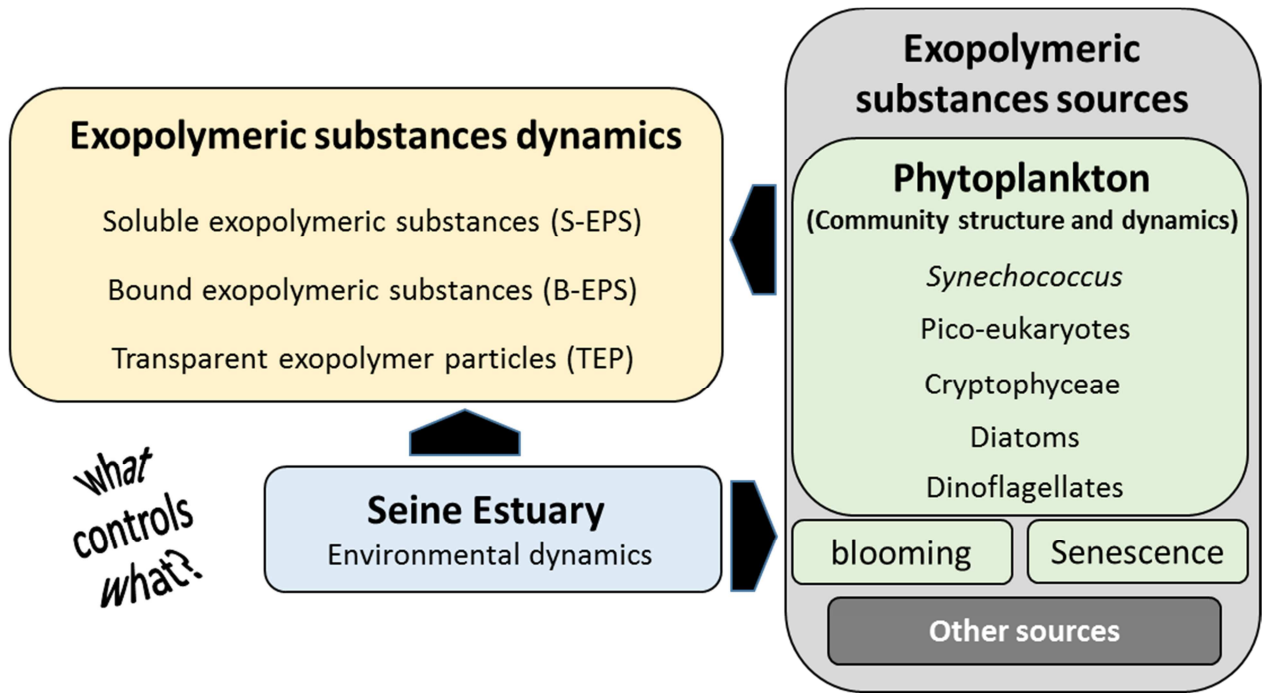 Exopolymeric substances dynamics
Soluble exopolymeric substances (S-EPS)
Bound exopolymeric substances (B-EPS)
Transparent exopolymer particles (TEP)
what
controls
what?
Seine Estuary
Environmental dynamics
Exopolymeric
substances sources
Phytoplankton
(Community structure and dynamics)
Synechococcus
Pico-eukaryotes
Cryptophyceae
Diatoms
Dinoflagellates
blooming
Senescence
Other sources